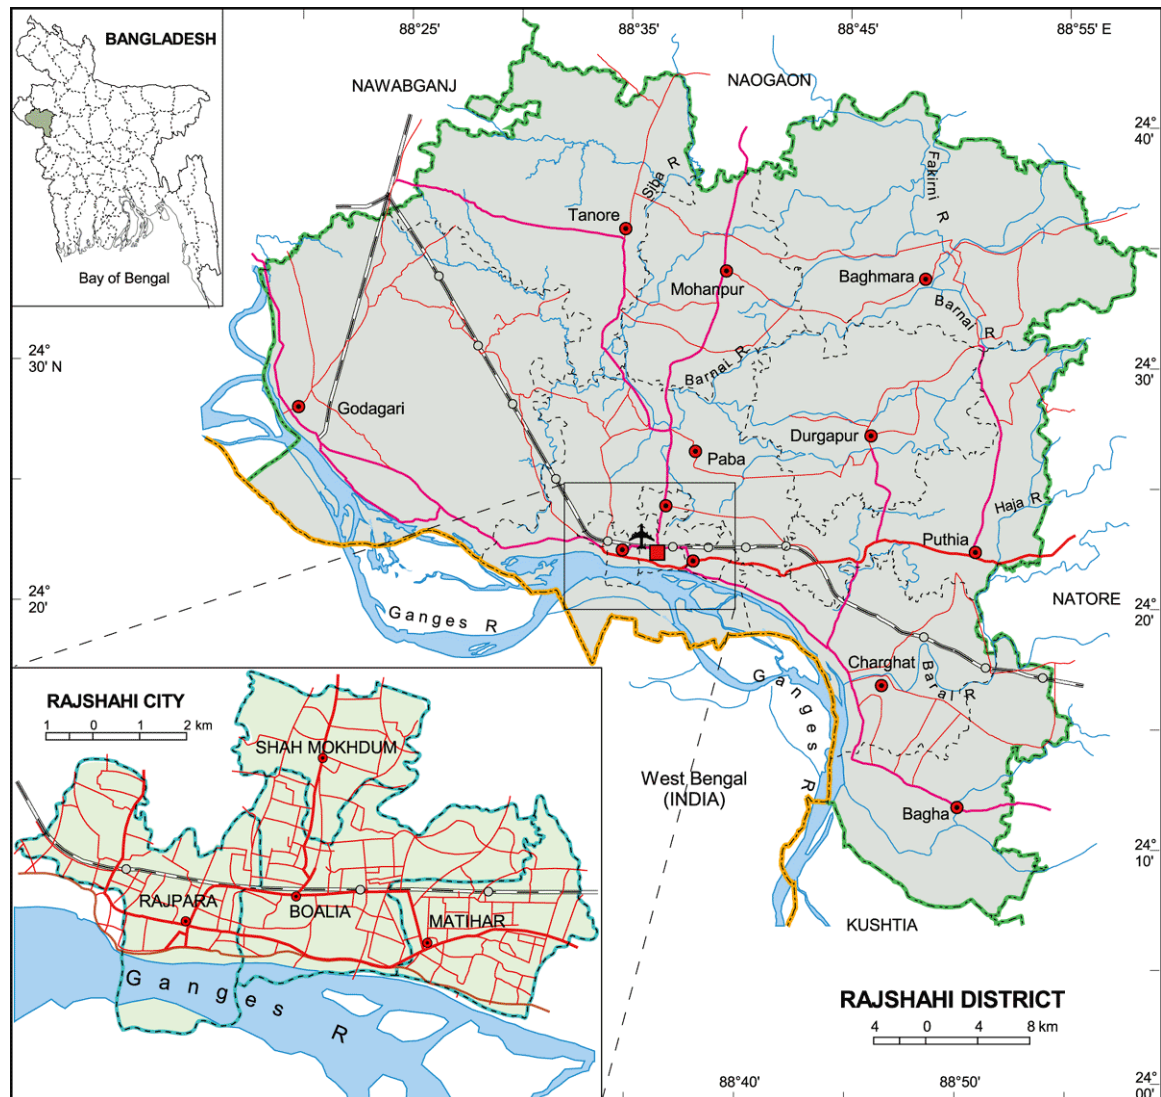 88°25'
88°35'
88°45'
88°55' E
BANGLADESH
Bay of Bengal
NAWABGANJ
NAOGAON
24°
40'
Fakirni R
Siba R
Tanore
Mohanpur
Baghmara
Barnai R
24°
30' N
24°
30'
Barnai R
Godagari
Durgapur
Paba
Haja R
Puthia
24°
20'
24°
20'
NATORE
Ganges R
Charghat
Baral R
Ganges R
West Bengal
(INDIA)
Bagha
24°
10'
KUSHTIA
RAJSHAHI CITY
1 0 1 2 km
SHAH MOKHDUM
RAJPARA
BOALIA
MATIHAR
Ganges R
RAJSHAHI DISTRICT
4 0 4 8 km
88°40'
88°50'
24°
00'